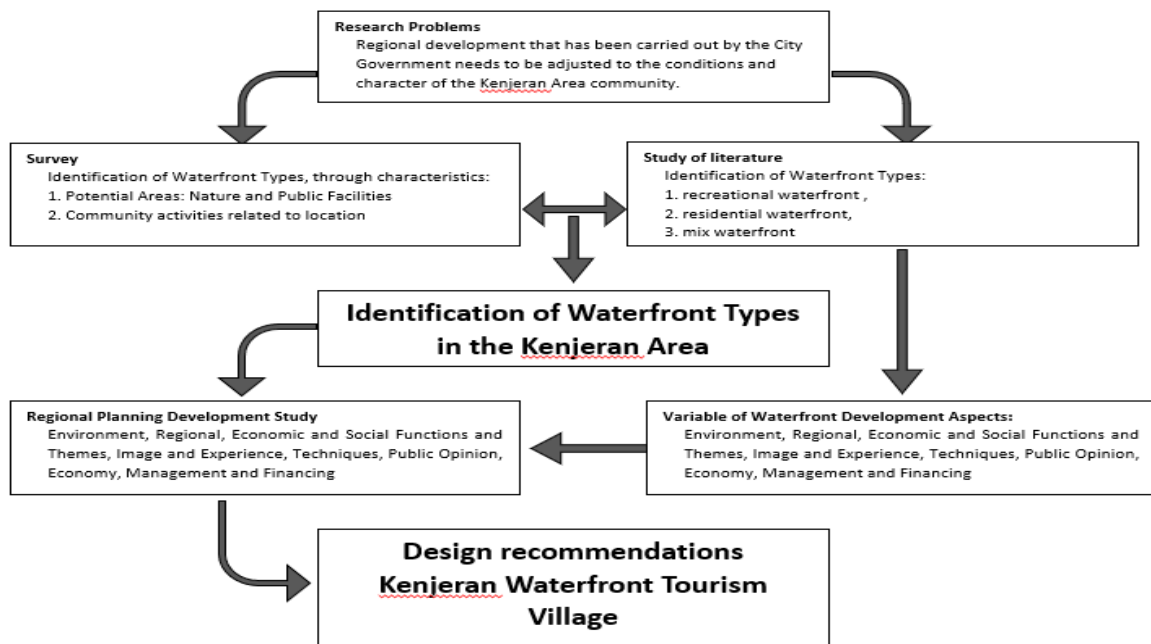 Research Problems
Regional development that has been carried out by the City
Government needs to be adjusted to the conditions and
character of the Kenjeran Area community.
Survey
Identification of Waterfront Types, through characteristics:
1. Potential Areas: Nature and Public Facilities
2. Community activities related to location
Study of literature
Identification of Waterfront Types:
1. recreational waterfront ,
2. residential waterfront,
3. mix waterfront
Identification of Waterfront Types
in the Kenjeran Area
Regional Planning Development Study
Environment, Regional, Economic and Social Functions and
Themes, Image and Experience, Techniques, Public Opinion,
Economy, Management and Financing
Variable of Waterfront Development Aspects:
Environment, Regional, Economic and Social Functions and
Themes, Image and Experience, Techniques, Public Opinion,
Economy, Management and Financing
Design recommendations
Kenjeran Waterfront Tourism
Village